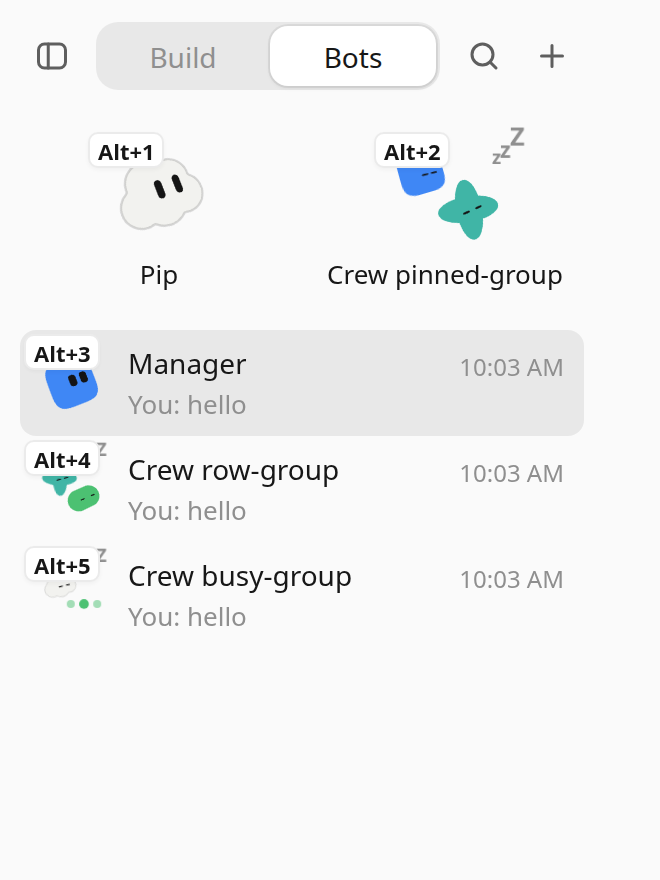 Build
Bots
Alt+1
Alt+2
zzZ
Pip
Crew pinned-group
Alt+3
Manager
10:03 AM
You: hello
Alt+4
z
Crew row-group
10:03 AM
You: hello
Alt+5
z
Crew busy-group
10:03 AM
You: hello